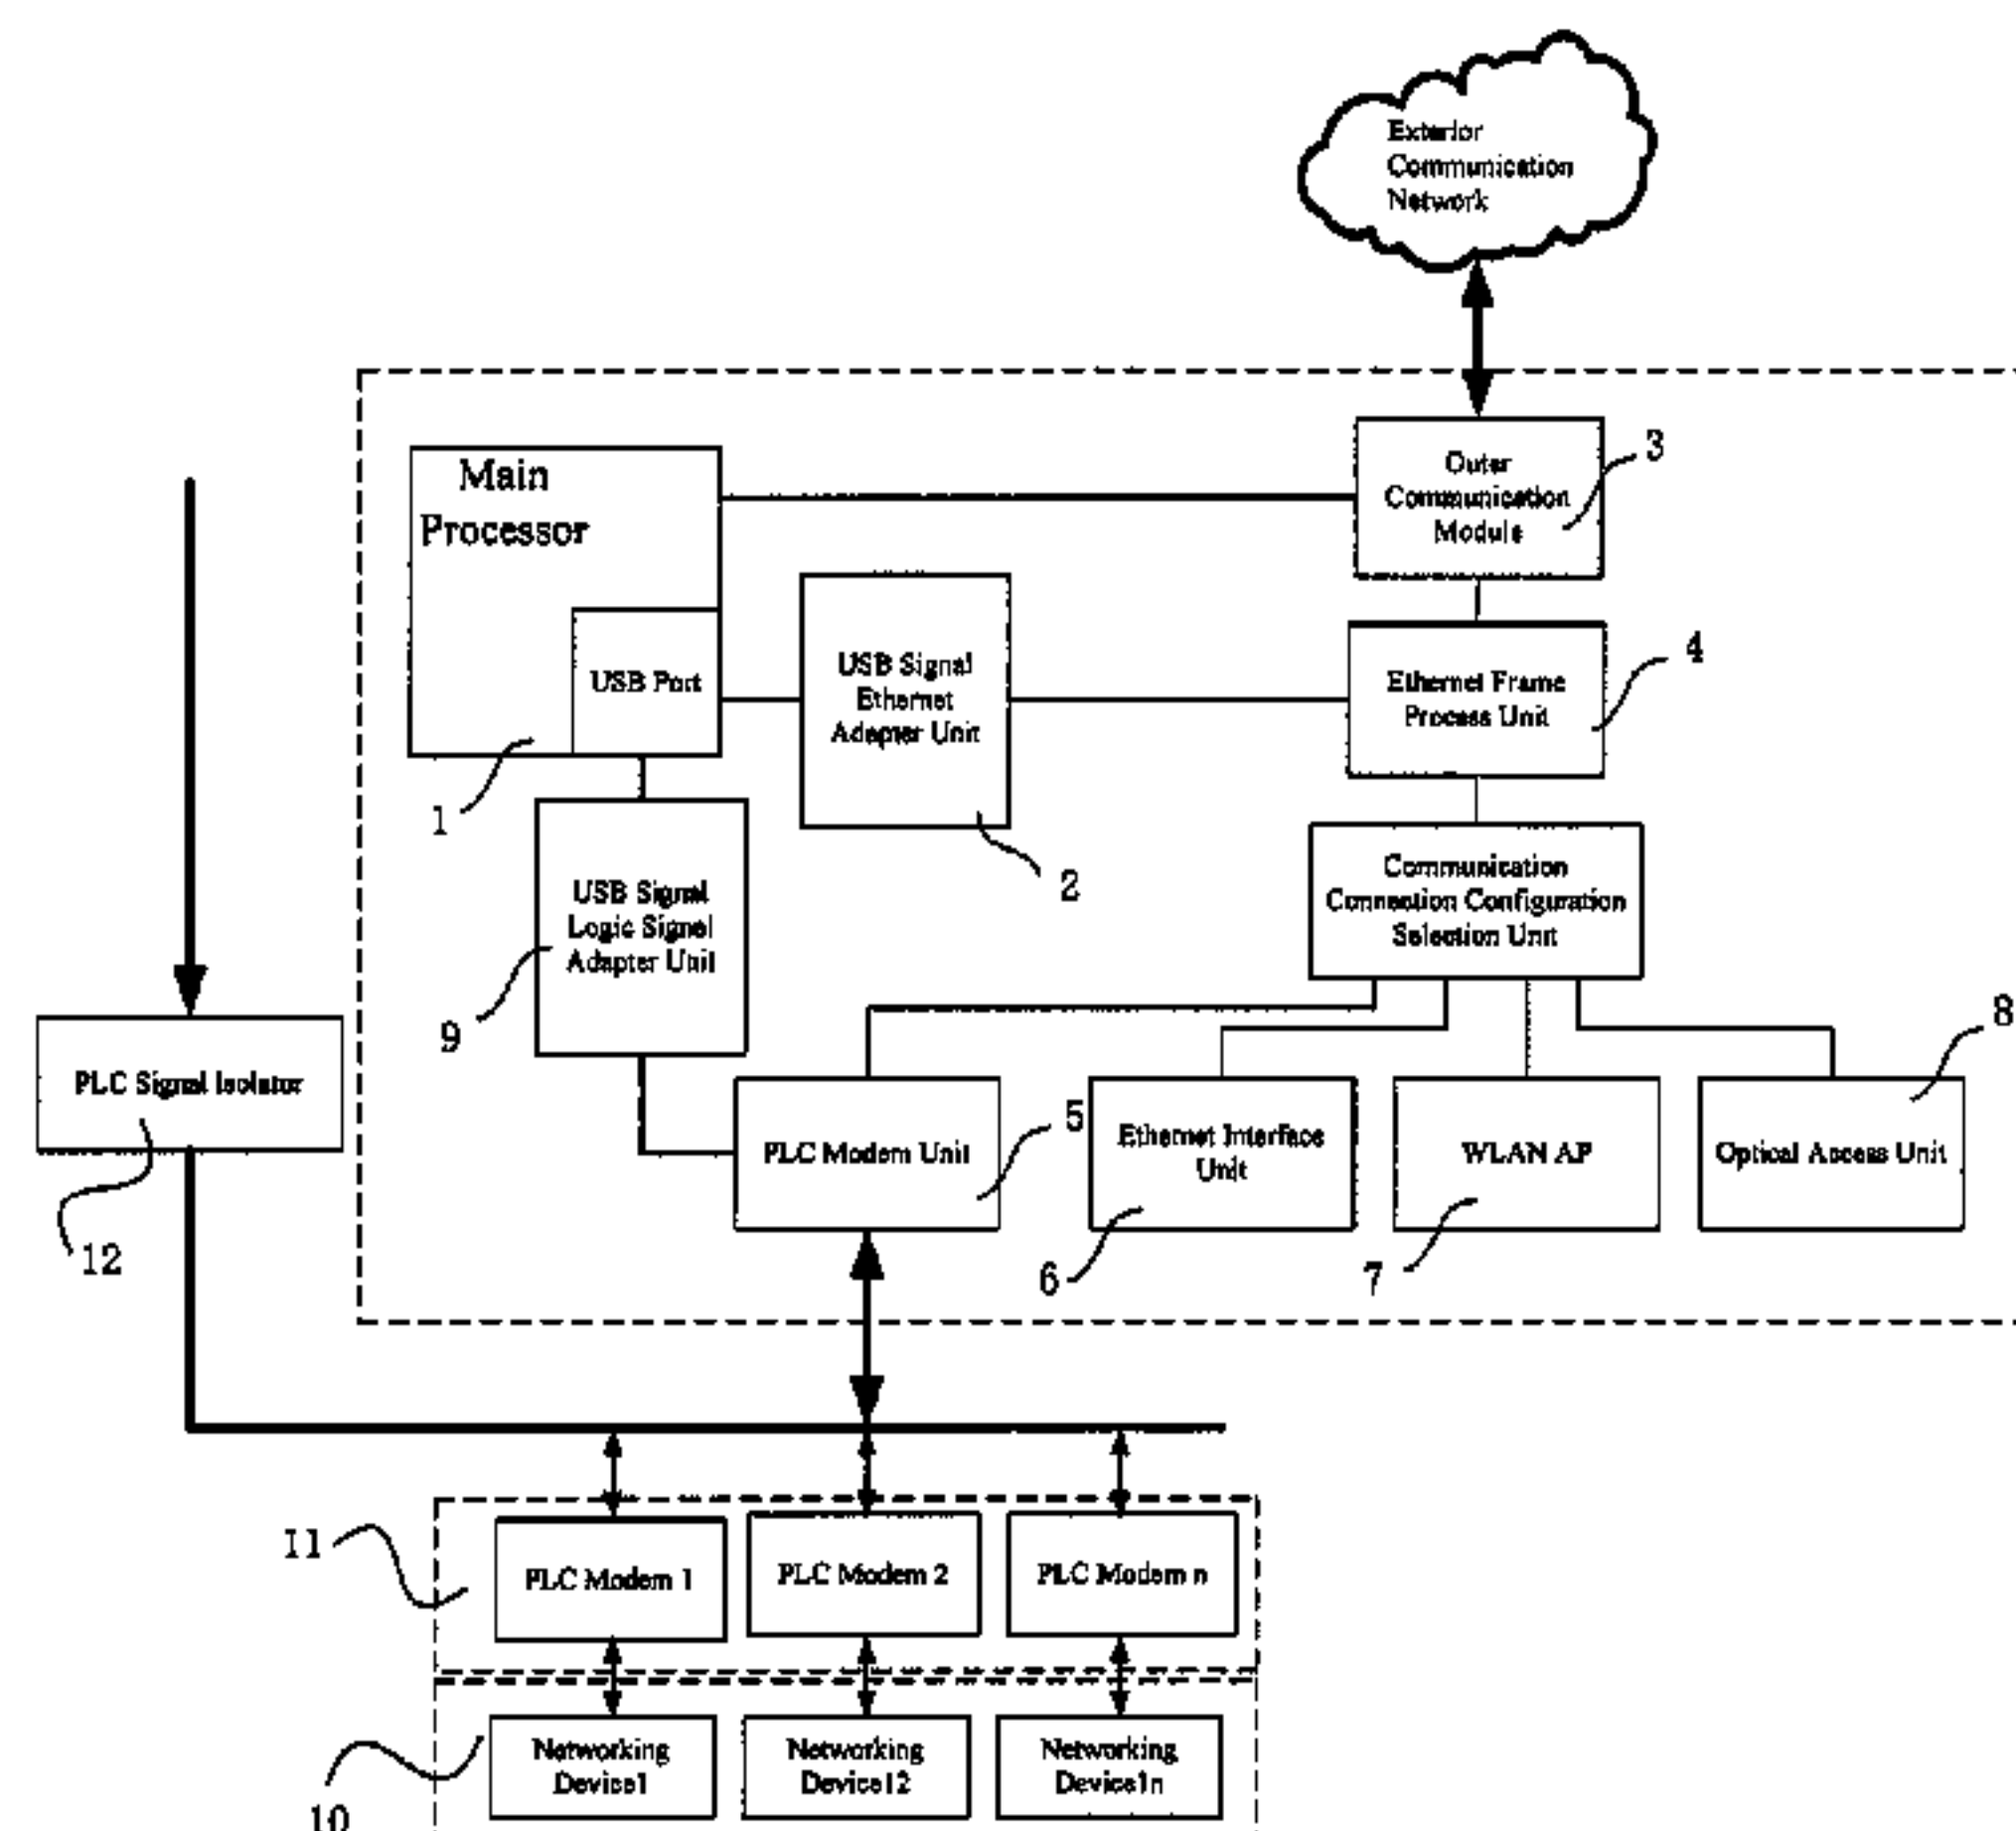 Exterior
Communication
Network
Main
Processor
USB Port
1
USB Signal
Ethernet
Adapter Unit
2
Outer
Communication
Module
3
Ethernet Frame
Process Unit
4
Communication
Connection Configuration
Selection Unit
USB Signal
Logic Signal
Adapter Unit
9
PLC Signal Isolator
12
PLC Modem Unit
5
Ethernet Interface
Unit
6
WLAN AP
7
Optical Access Unit
8
11
PLC Modem 1
PLC Modem 2
PLC Modem n
10
Networking
Device1
Networking
Device12
Networking
Device1n